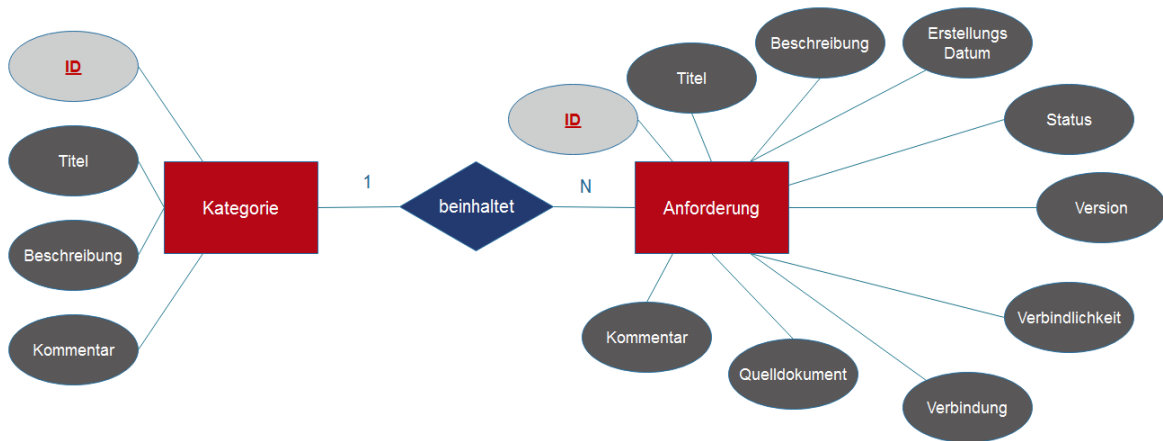 ID
Titel
Beschreibung
Kommentar
Kategorie
1
beinhaltet
N
Anforderung
ID
Titel
Beschreibung
Erstellungs
Datum
Status
Version
Verbindlichkeit
Verbindung
Quelldokument
Kommentar